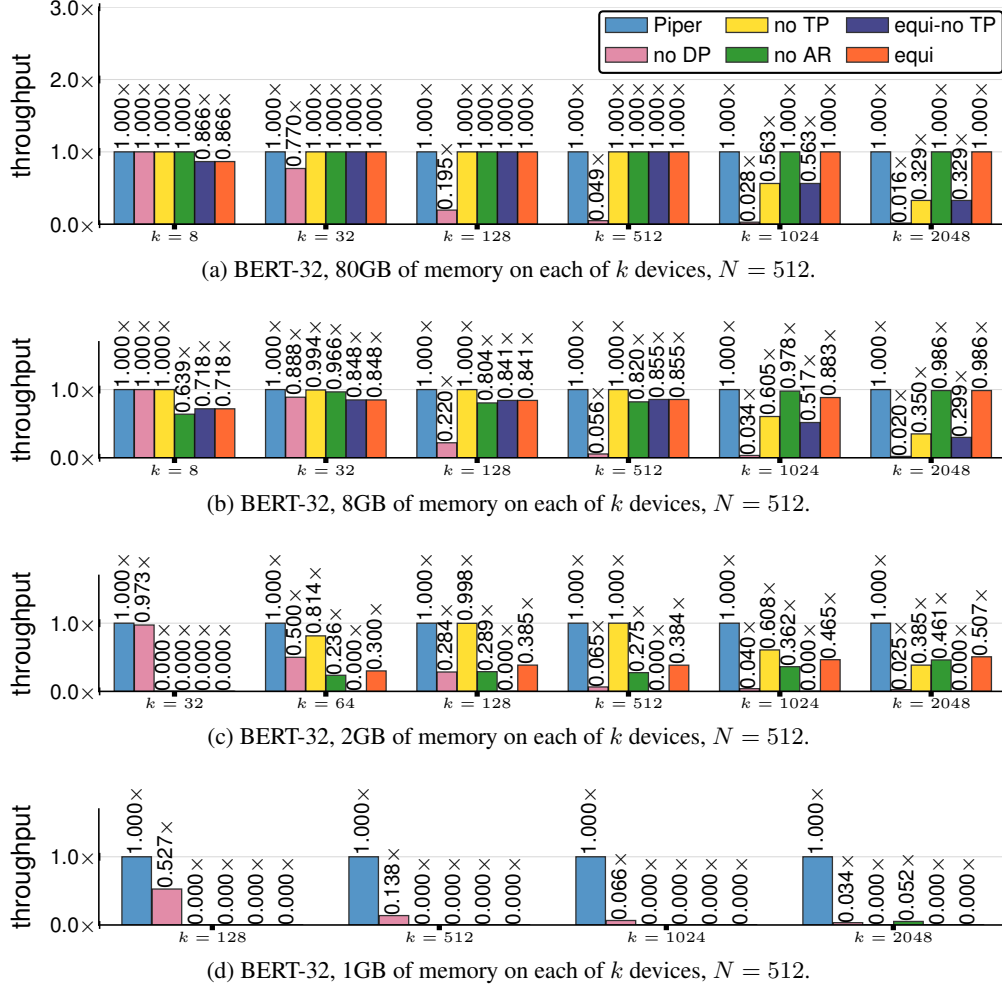 3.0×
Piper no TP equi-no TP
no DP no AR equi
throughput
2.0×
1.0×
0.0×
1.000× 1.000× 1.000× 1.000× 0.866× 0.866×
1.000× 0.770× 1.000× 1.000× 1.000× 1.000×
1.000× 0.195× 1.000× 1.000× 1.000× 1.000×
1.000× 0.049× 1.000× 1.000× 1.000× 1.000×
1.000× 0.028× 0.563× 1.000× 0.563× 1.000×
1.000× 0.016× 0.329× 1.000× 0.329× 1.000×
k = 8 k = 32 k = 128 k = 512 k = 1024 k = 2048
(a) BERT-32, 80GB of memory on each of k devices, N = 512.
throughput
1.0×
0.0×
1.000× 1.000× 1.000× 0.639× 0.718× 0.718×
1.000× 0.888× 0.994× 0.966× 0.848× 0.848×
1.000× 0.220× 1.000× 0.804× 0.841× 0.841×
1.000× 0.056× 1.000× 0.820× 0.855× 0.855×
1.000× 0.034× 0.605× 0.978× 0.517× 0.883×
1.000× 0.020× 0.350× 0.986× 0.299× 0.986×
k = 8 k = 32 k = 128 k = 512 k = 1024 k = 2048
(b) BERT-32, 8GB of memory on each of k devices, N = 512.
throughput
1.0×
0.0×
1.000× 0.973× 0.000× 0.000× 0.000× 0.000×
1.000× 0.500× 0.814× 0.236× 0.000× 0.300×
1.000× 0.284× 0.998× 0.289× 0.000× 0.385×
1.000× 0.065× 1.000× 0.275× 0.000× 0.384×
1.000× 0.040× 0.608× 0.362× 0.000× 0.465×
1.000× 0.025× 0.385× 0.461× 0.000× 0.507×
k = 32 k = 64 k = 128 k = 512 k = 1024 k = 2048
(c) BERT-32, 2GB of memory on each of k devices, N = 512.
throughput
1.0×
0.0×
1.000× 0.527× 0.000× 0.000× 0.000× 0.000×
1.000× 0.138× 0.000× 0.000× 0.000× 0.000×
1.000× 0.066× 0.000× 0.000× 0.000× 0.000×
1.000× 0.034× 0.000× 0.052× 0.000× 0.000×
k = 128 k = 512 k = 1024 k = 2048
(d) BERT-32, 1GB of memory on each of k devices, N = 512.